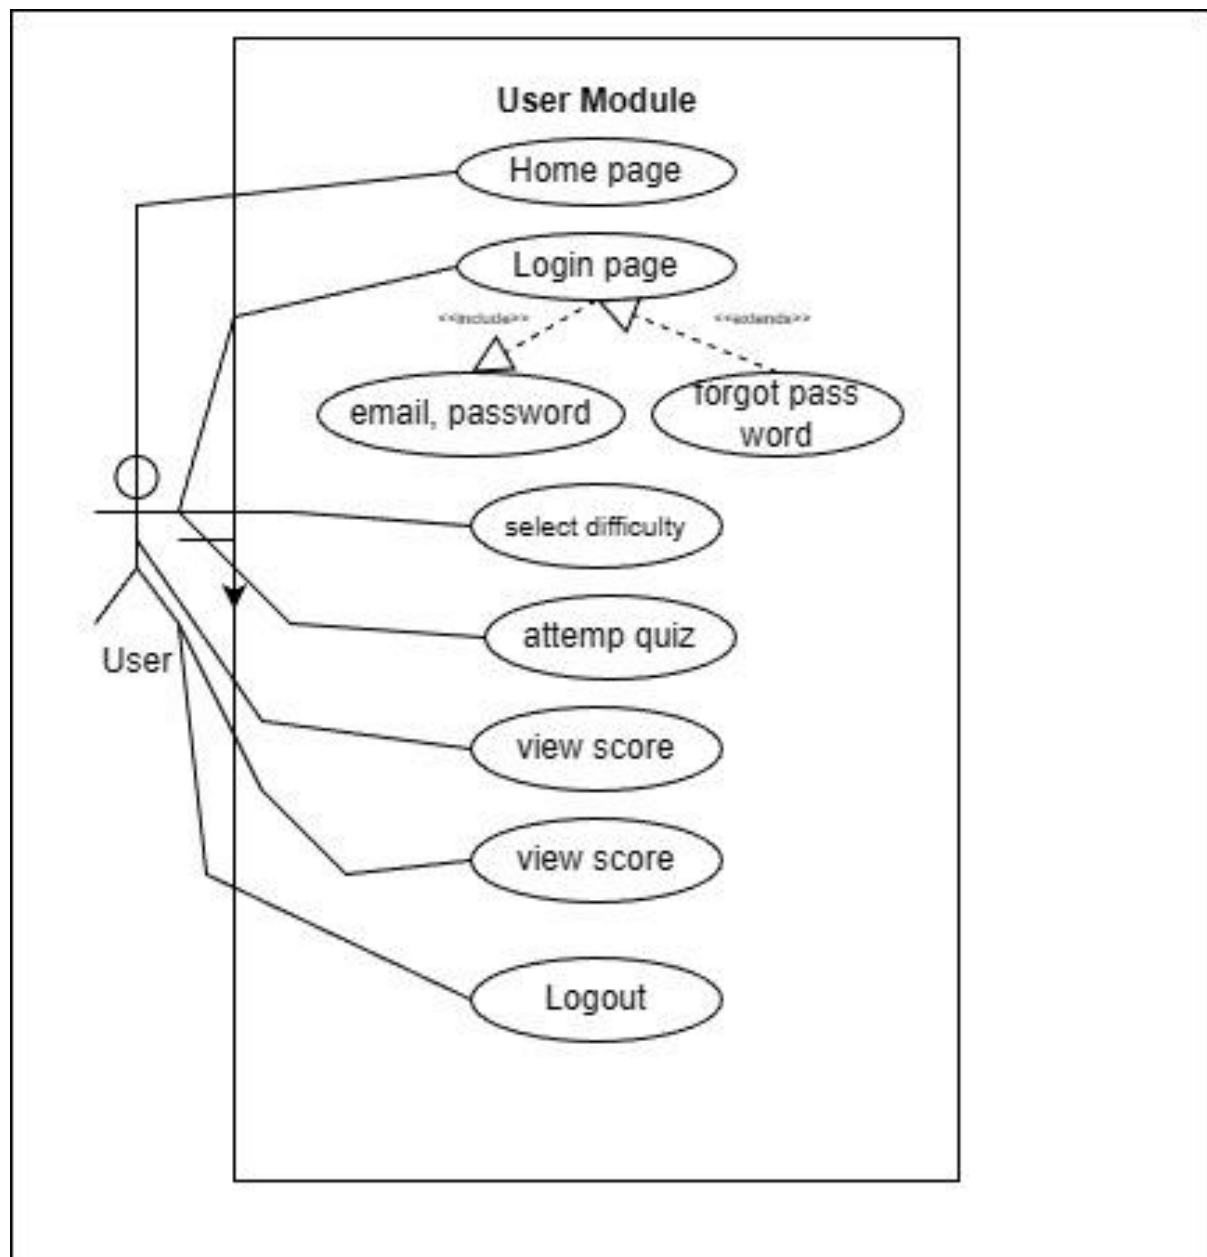 User Module
Home page
Login page
<<include>>
<<extends>>
email, password
forgot pass
word
select difficulty
attemp quiz
User
view score
view score
Logout